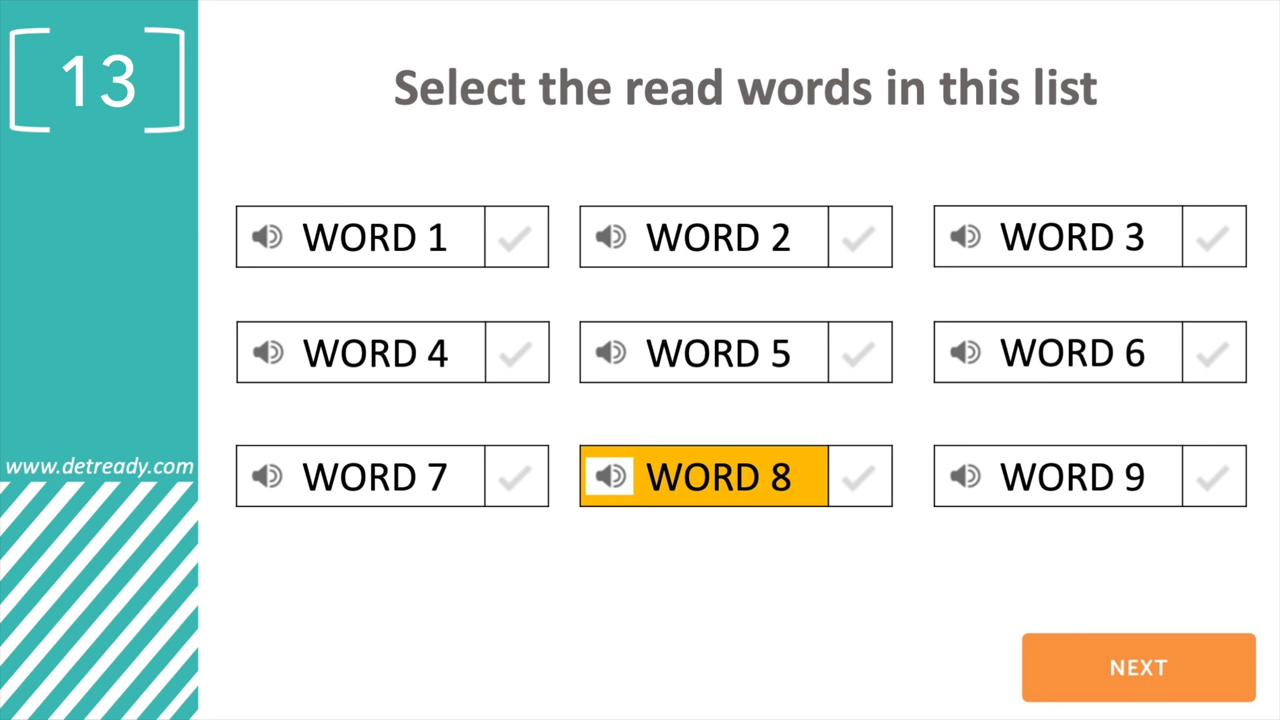 [ 13 ]
Select the read words in this list
WORD 1
WORD 2
WORD 3
WORD 4
WORD 5
WORD 6
WORD 7
WORD 8
WORD 9
www.detready.com
NEXT